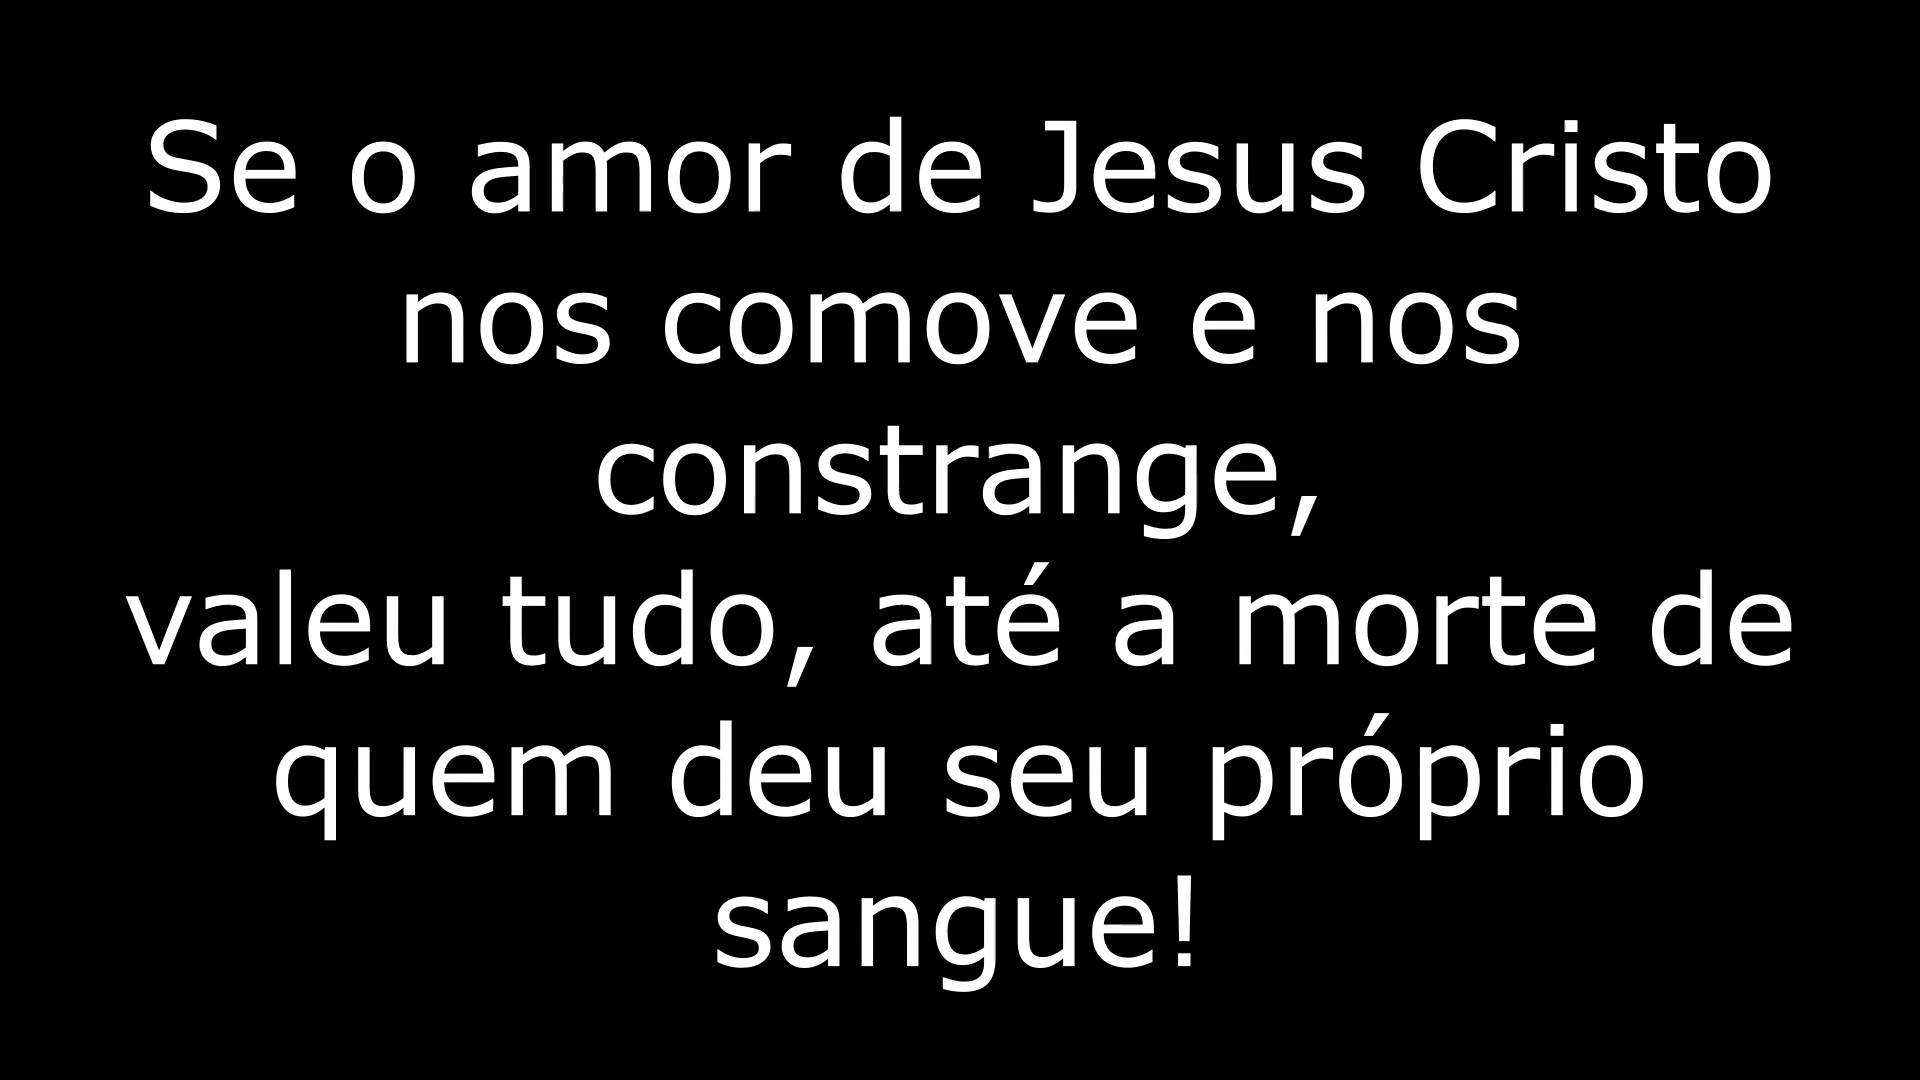 Se o amor de Jesus Cristo
nos comove e nos
constrange,
valeu tudo, até a morte de
quem deu seu próprio
sangue!